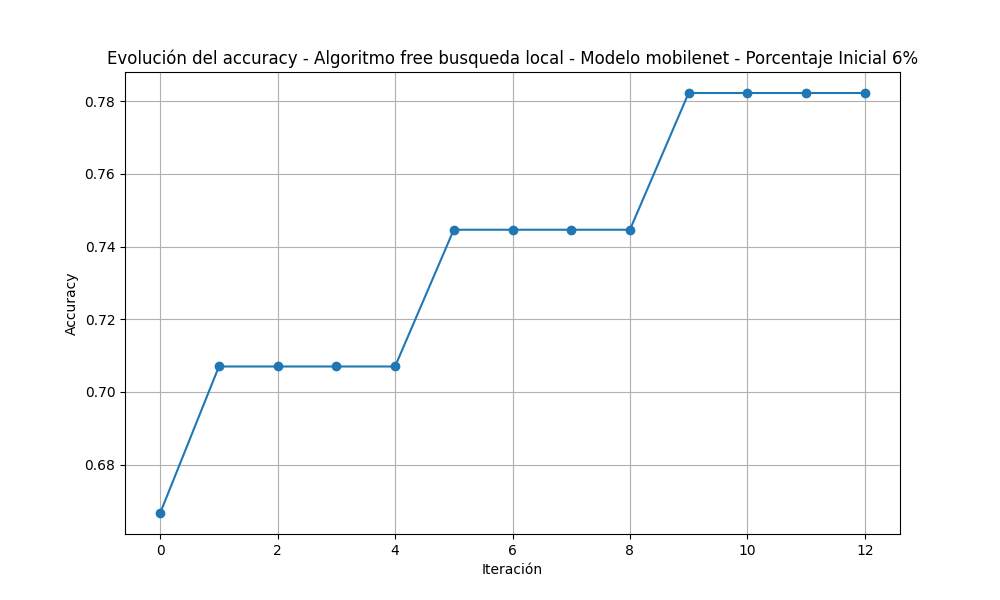 Evolución del accuracy - Algoritmo free busqueda local - Modelo mobilenet - Porcentaje Inicial 6%
0.78
0.76
0.74
0.72
0.70
0.68
Accuracy
0 2 4 6 8 10 12
Iteración